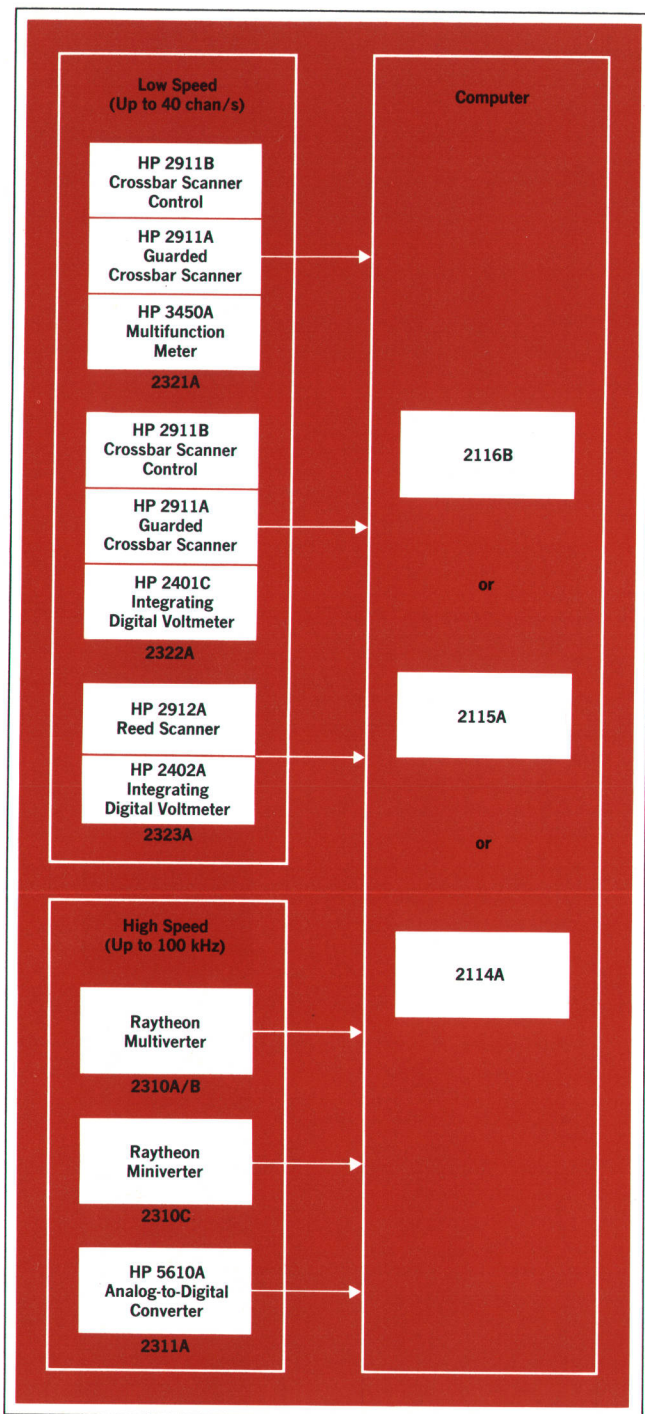 Low Speed
(Up to 40 chan/s)
HP 2911B
Crossbar Scanner
Control
HP 2911A
Guarded
Crossbar Scanner
HP 3450A
Multifunction
Meter
2321A
HP 2911B
Crossbar Scanner
Control
HP 2911A
Guarded
Crossbar Scanner
HP 2401C
Integrating
Digital Voltmeter
2322A
HP 2912A
Reed Scanner
HP 2402A
Integrating
Digital Voltmeter
2323A
High Speed
(Up to 100 kHz)
Raytheon
Multiverter
2310A/B
Raytheon
Miniverter
2310C
HP 5610A
Analog-to-Digital
Converter
2311A
Computer
2116B
or
2115A
or
2114A